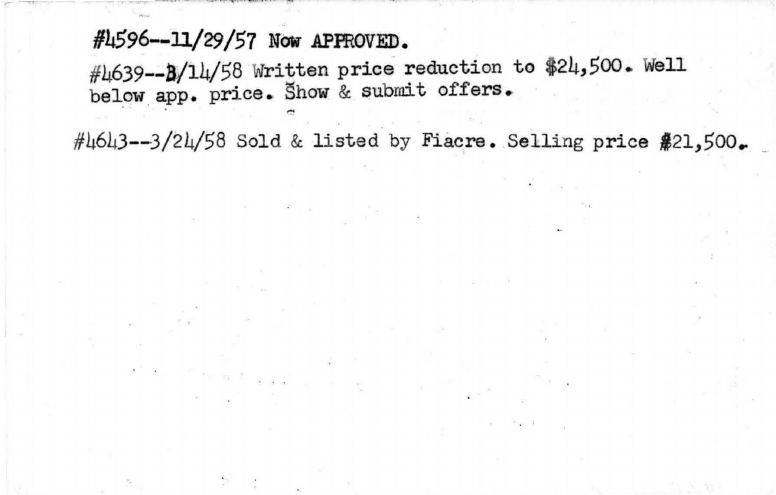 #4596--11/29/57 Now APPROVED.
#4639--3/14/58 Written price reduction to $24,500. Well
below app. price. Show & submit offers.
#4643--3/24/58 Sold & listed by Fiacre. Selling price $21,500.